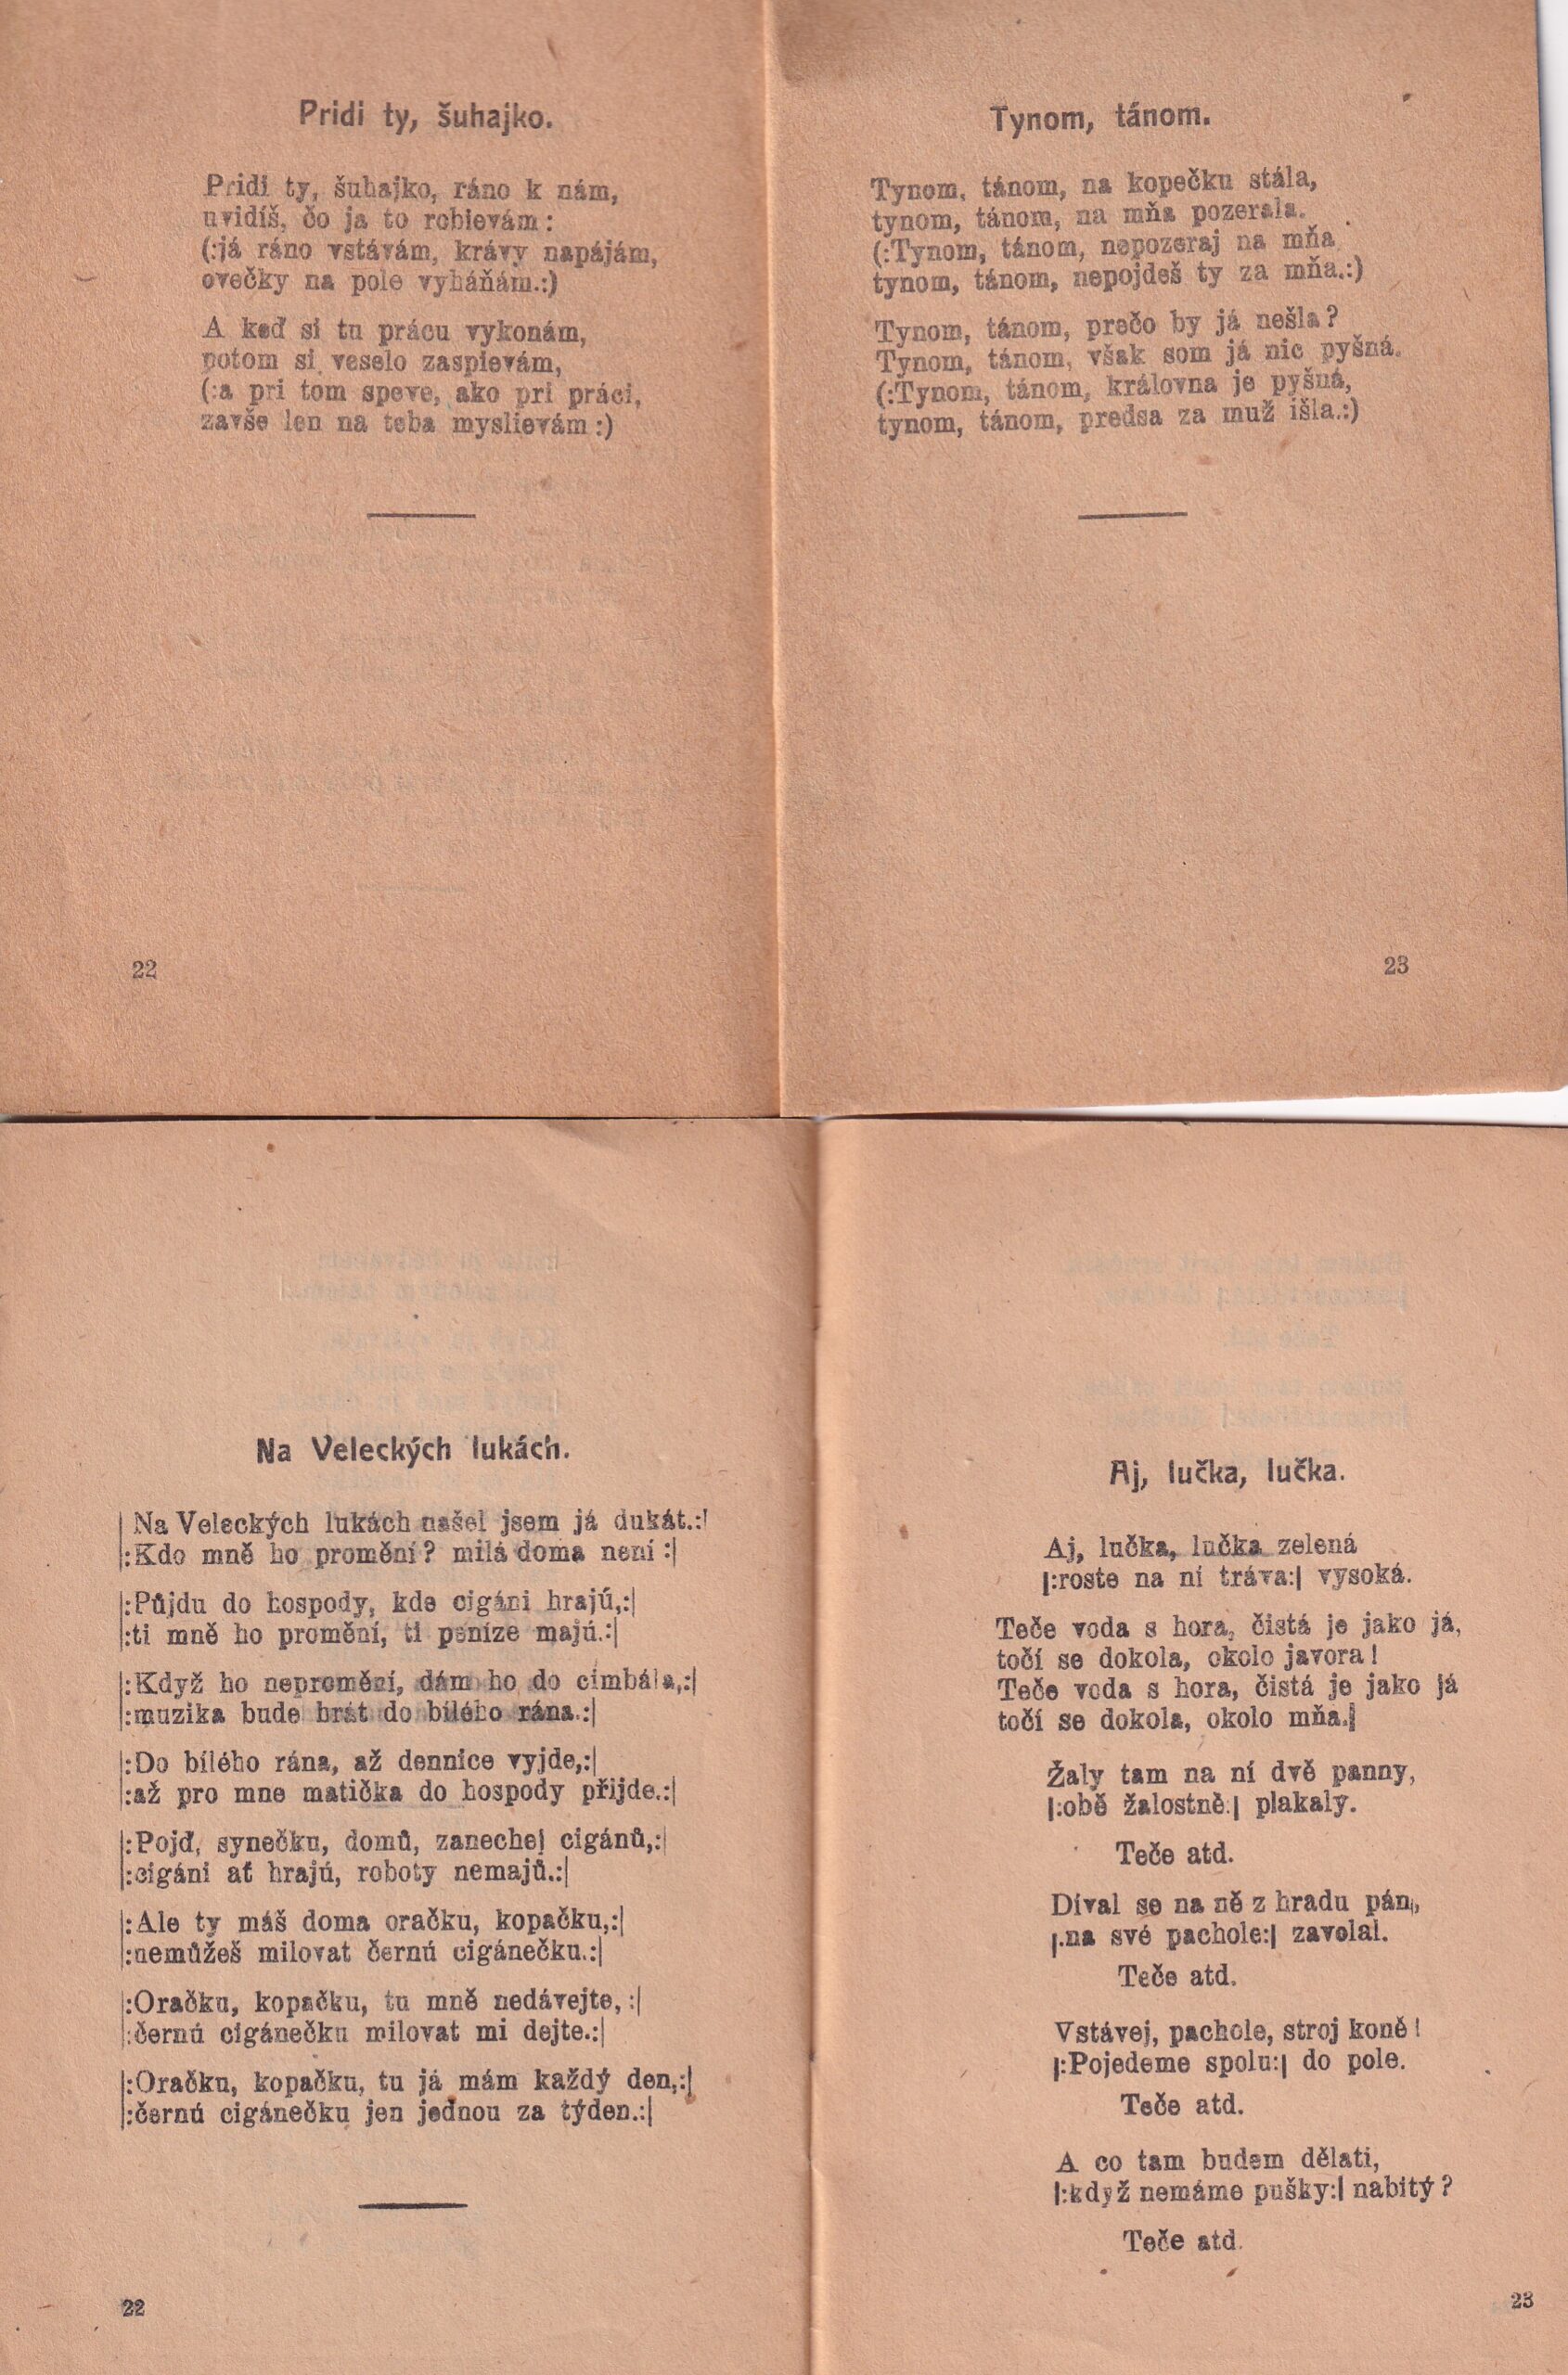 Pridi ty, šuhajko.
Pridi ty, šuhajko, ráno k nám,
uvidíš, čo ja to robievám:
(:já ráno vstávám, krávy napájám,
ovečky na pole vyháňám.:)
A keď si tu prácu vykonám,
potom si veselo zaspievám,
(:a pri tom speve, ako pri práci,
zavše len na teba myslievám:)
22
Tynom, tánom.
Tynom, tánom, na kopečku stála,
tynom, tánom, na mňa pozerala.
(:Tynom, tánom, nepozeraj na mňa
tynom, tánom, nepojdeš ty za mňa.:)
Tynom, tánom, prečo by já nešla?
Tynom, tánom, však som já nic pyšná.
(:Tynom, tánom, královna je pyšná,
tynom, tánom, predsa za muž išla.:)
23
Na Veleckých lukách.
| Na Veleckých lukách našel jsem já dukát.:|
|:Kdo mně ho promění? milá doma není:|
|:Půjdu do hospody, kde cigáni hrajú,:|
|:ti mně ho promění, ti peníze majú.:|
|:Když ho nepromění, dám ho do cimbála,:|
|:muzika bude hrát do bílého rána.:|
|:Do bílého rána, až dennice vyjde,:|
|:až pro mne matička do hospody přijde.:|
|:Pojď, synečku, domů, zanechej cigánů,:|
|:cigáni ať hrajú, roboty nemajů.:|
|:Ale ty máš doma oračku, kopačku,:|
|:nemůžeš milovat černú cigánečku.:|
|:Oračku, kopačku, tu mně nedávejte,:|
|:černú cigánečku milovat mi dejte.:|
|:Oračku, kopačku, tu já mám každý den,:|
|:černú cigánečku jen jednou za týden.:|
22
Aj, lučka, lučka.
Aj, lučka, lučka zelená
|:roste na ní tráva:| vysoká.
Teče voda s hora, čistá je jako já,
točí se dokola, okolo javora!
Teče voda s hora, čistá je jako já
točí se dokola, okolo mňa.|
Žaly tam na ní dvě panny,
|:obě žalostně:| plakaly.
Teče atd.
Díval se na ně z hradu pán,
|:na své pachole:| zavolal.
Teče atd.
Vstávej, pachole, stroj koně!
|:Pojedeme spolu:| do pole.
Teče atd.
A co tam budem dělati,
|:když nemáme pušky:| nabitý?
Teče atd.
23